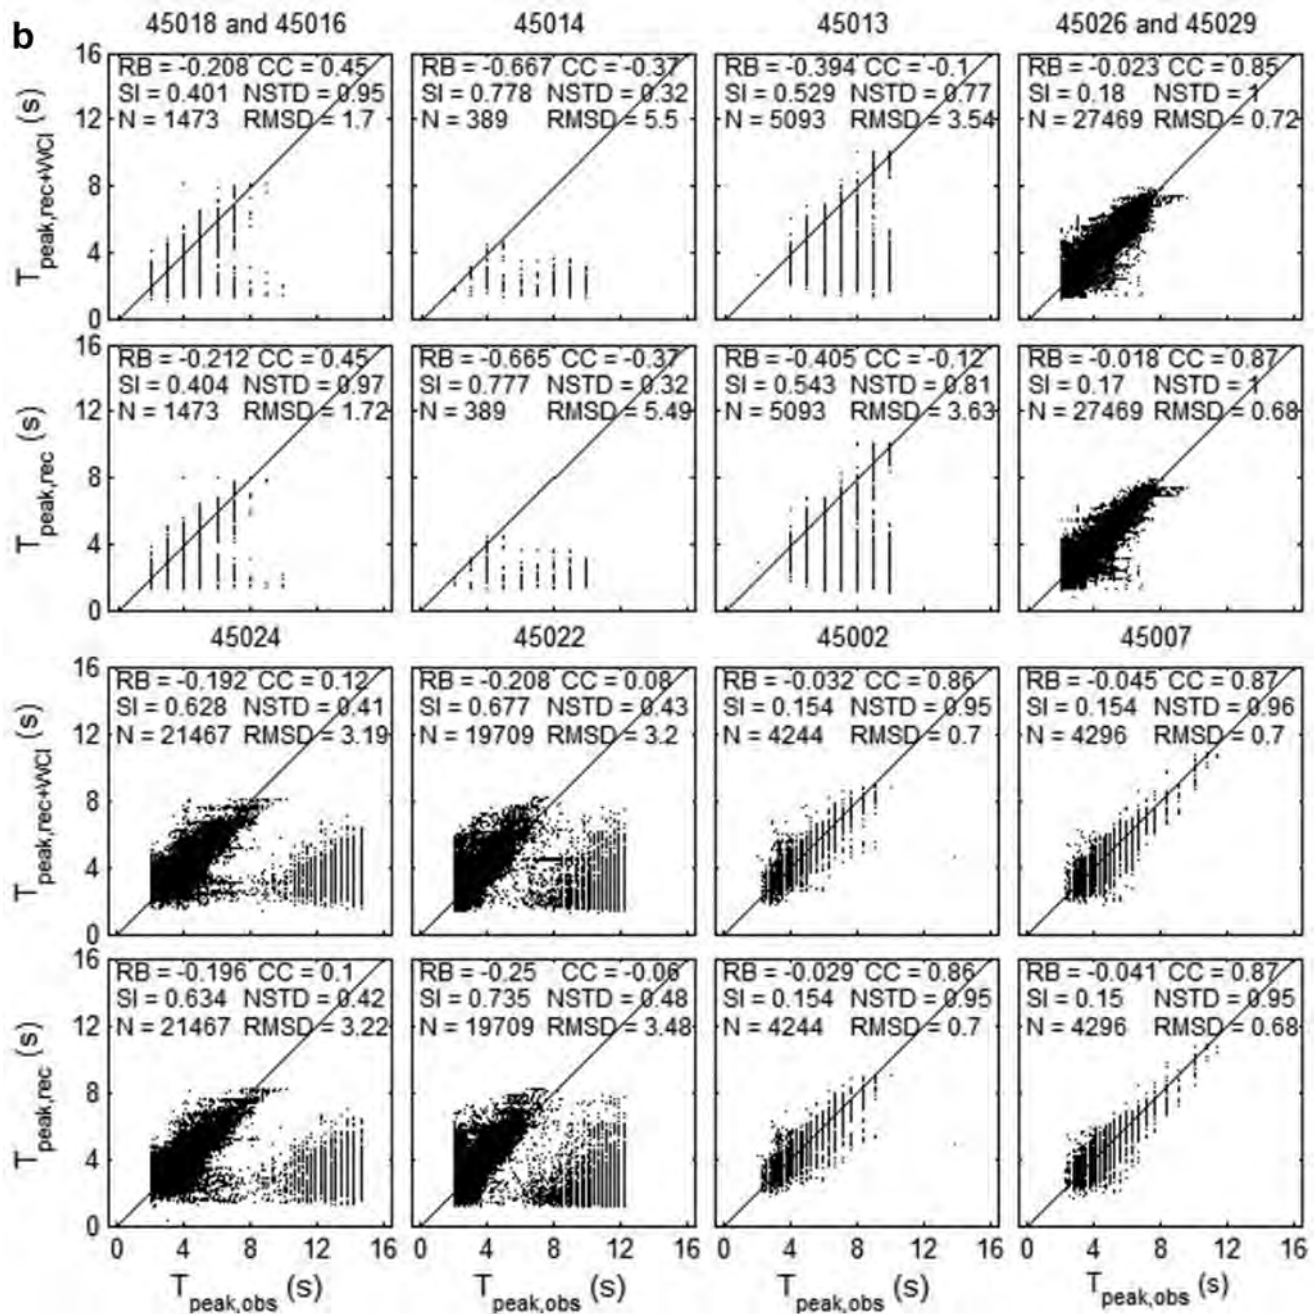 b
45018 and 45016
45014
45013
45026 and 45029
16
12
8
4
0
T peak,rec+WCI (s)
RB = -0.208 CC = 0.45
SI = 0.401 NSTD = 0.95
N = 1473 RMSD = 1.7
RB = -0.667 CC = -0.37
SI = 0.778 NSTD = 0.32
N = 389 RMSD = 5.5
RB = -0.394 CC = -0.1
SI = 0.529 NSTD = 0.77
N = 5093 RMSD = 3.54
RB = -0.023 CC = 0.85
SI = 0.18 NSTD = 1
N = 27469 RMSD = 0.72
16
12
8
4
0
T peak,rec (s)
RB = -0.212 CC = 0.45
SI = 0.404 NSTD = 0.97
N = 1473 RMSD = 1.72
RB = -0.665 CC = -0.37
SI = 0.777 NSTD = 0.32
N = 389 RMSD = 5.49
RB = -0.405 CC = -0.12
SI = 0.543 NSTD = 0.81
N = 5093 RMSD = 3.63
RB = -0.018 CC = 0.87
SI = 0.17 NSTD = 1
N = 27469 RMSD = 0.68
45024
45022
45002
45007
16
12
8
4
0
T peak,rec+WCI (s)
RB = -0.192 CC = 0.12
SI = 0.628 NSTD = 0.41
N = 21467 RMSD = 3.19
RB = -0.208 CC = 0.08
SI = 0.677 NSTD = 0.43
N = 19709 RMSD = 3.2
RB = -0.032 CC = 0.86
SI = 0.154 NSTD = 0.95
N = 4244 RMSD = 0.7
RB = -0.045 CC = 0.87
SI = 0.154 NSTD = 0.96
N = 4296 RMSD = 0.7
16
12
8
4
0
T peak,rec (s)
RB = -0.196 CC = 0.1
SI = 0.634 NSTD = 0.42
N = 21467 RMSD = 3.22
RB = -0.25 CC = -0.06
SI = 0.735 NSTD = 0.48
N = 19709 RMSD = 3.48
RB = -0.029 CC = 0.86
SI = 0.154 NSTD = 0.95
N = 4244 RMSD = 0.7
RB = -0.041 CC = 0.87
SI = 0.15 NSTD = 0.95
N = 4296 RMSD = 0.68
0 4 8 12 16
0 4 8 12 16
0 4 8 12 16
0 4 8 12 16
T peak,obs (s)
T peak,obs (s)
T peak,obs (s)
T peak,obs (s)